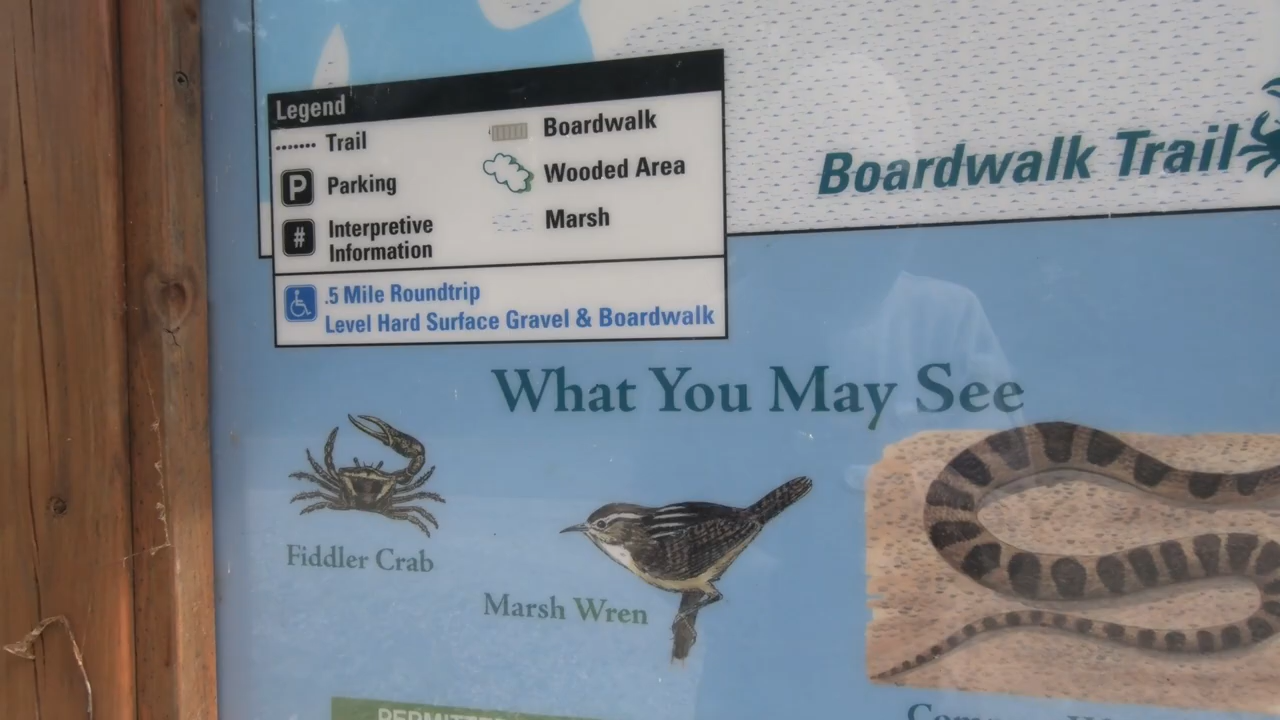 Legend
Trail
Boardwalk
P Parking
Wooded Area
# Interpretive
Information
Marsh
.5 Mile Roundtrip
Level Hard Surface Gravel & Boardwalk
Boardwalk Trail
What You May See
Fiddler Crab
Marsh Wren